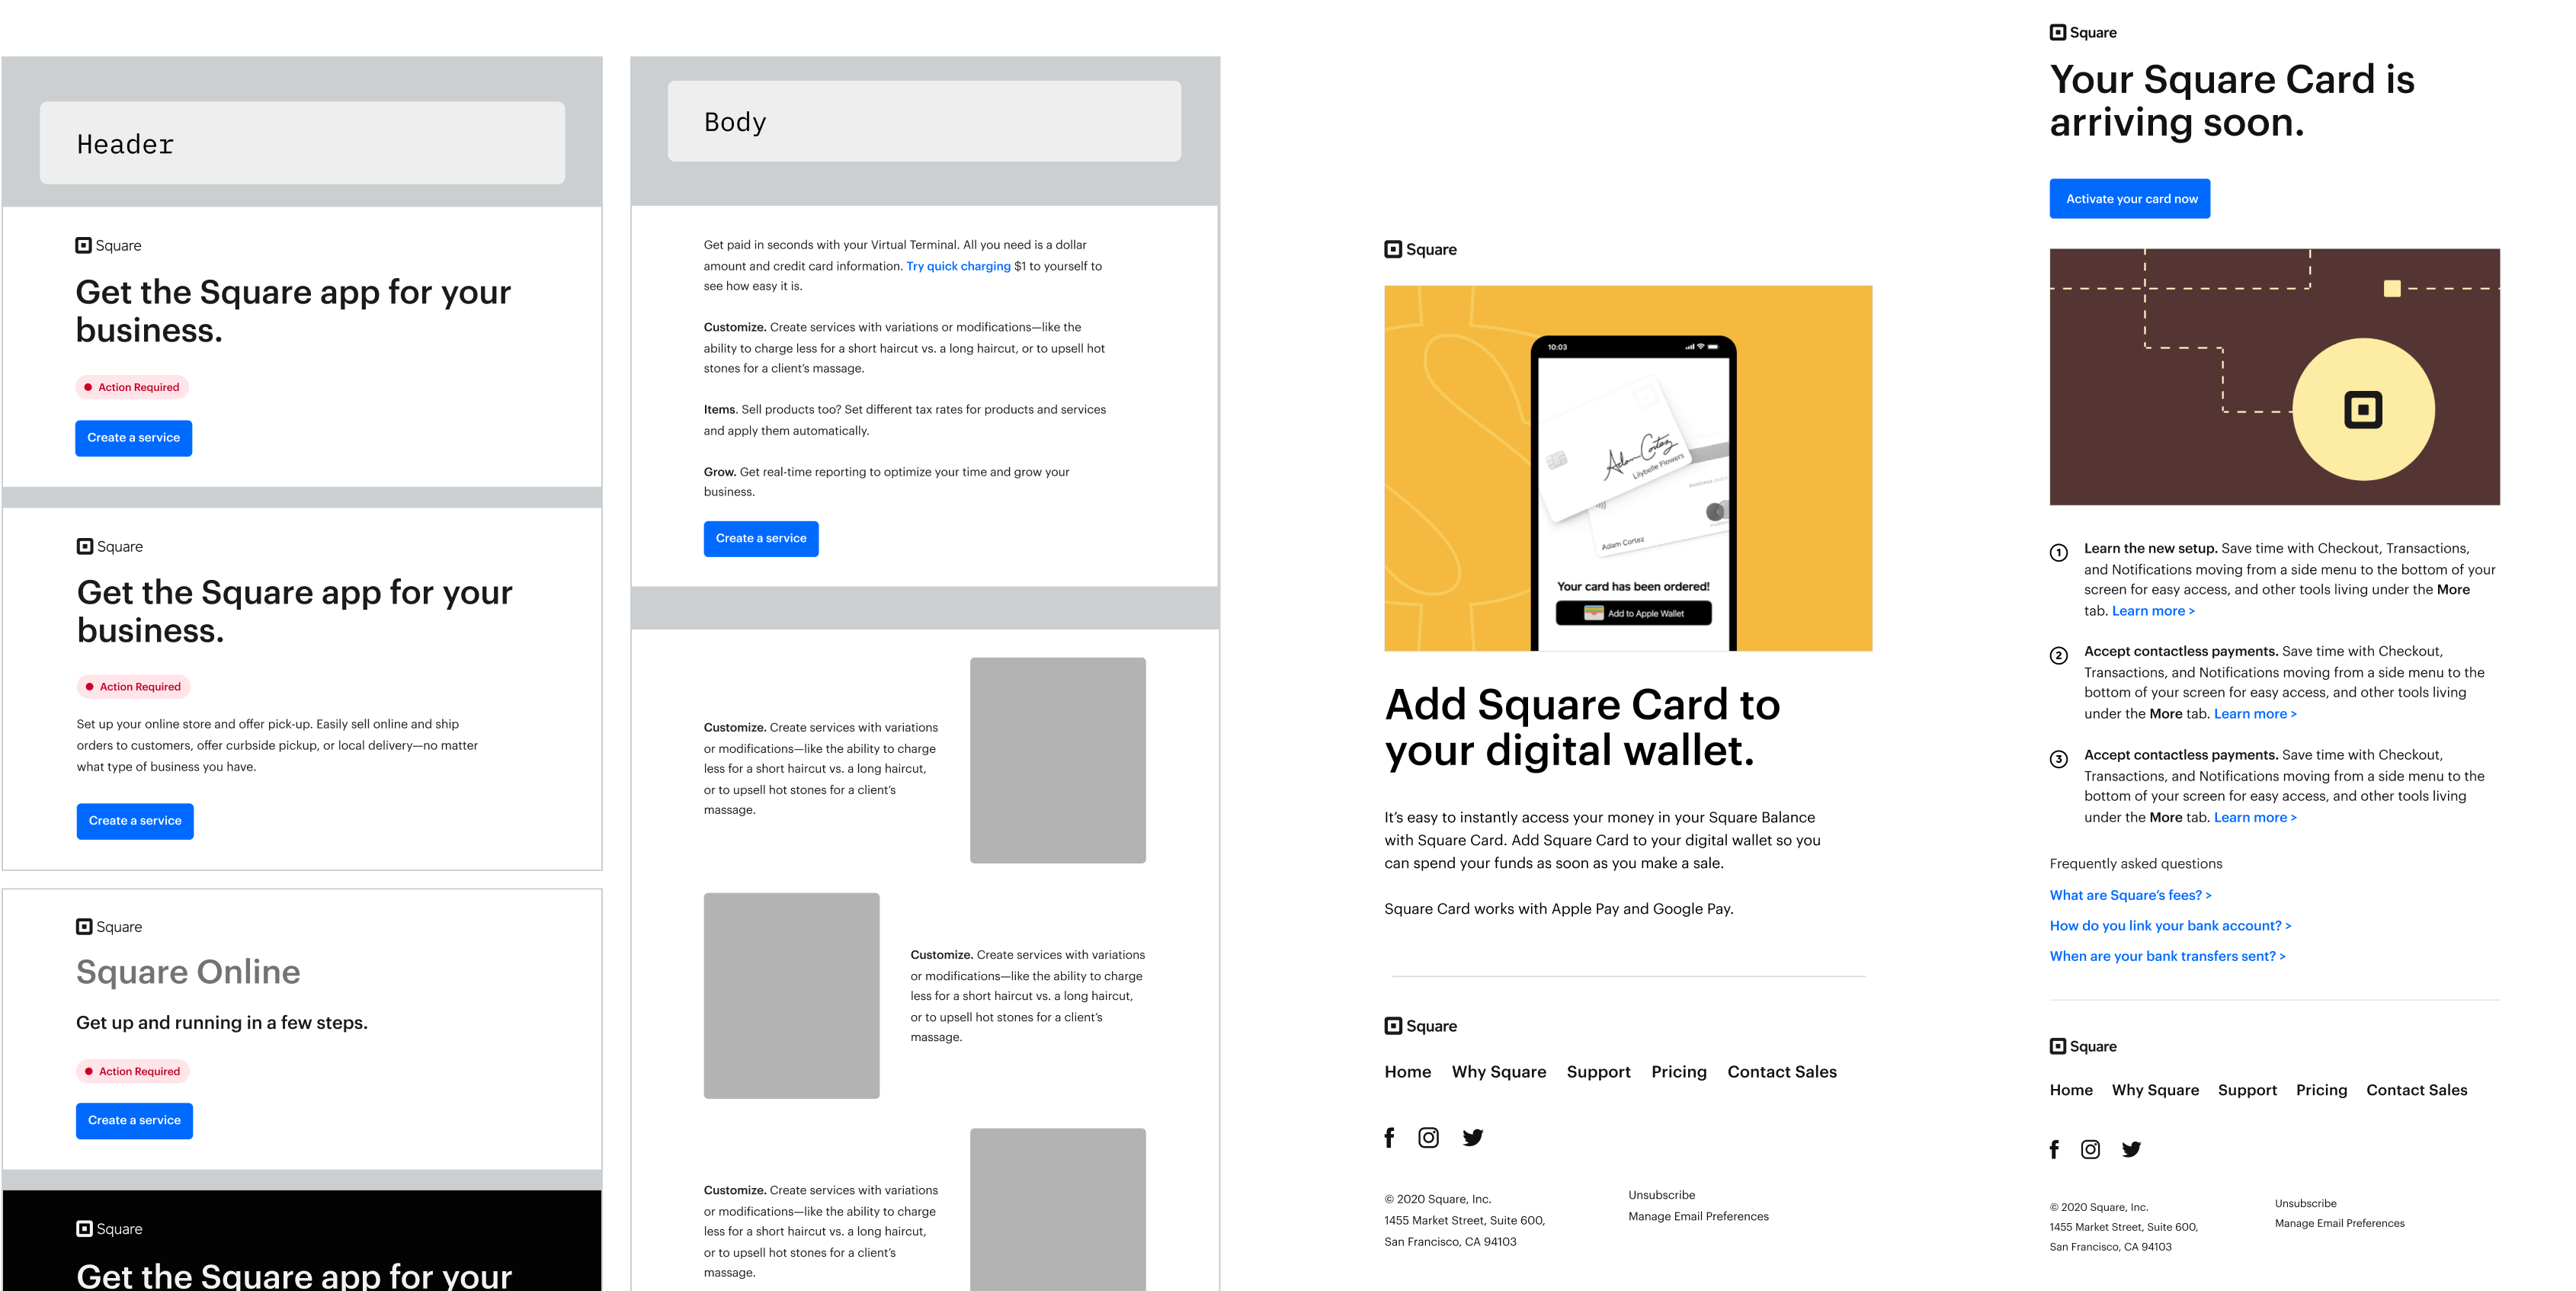 Header
Square
Get the Square app for your
business.
Action Required
Create a service
Square
Get the Square app for your
business.
Action Required
Set up your online store and offer pick-up. Easily sell online and ship
orders to customers, offer curbside pickup, or local delivery—no matter
what type of business you have.
Create a service
Square
Square Online
Get up and running in a few steps.
Action Required
Create a service
Square
Get the Square app for your
Body
Get paid in seconds with your Virtual Terminal. All you need is a dollar
amount and credit card information. Try quick charging $1 to yourself to
see how easy it is.
Customize. Create services with variations or modifications—like the
ability to charge less for a short haircut vs. a long haircut, or to upsell hot
stones for a client’s massage.
Items. Sell products too? Set different tax rates for products and services
and apply them automatically.
Grow. Get real-time reporting to optimize your time and grow your
business.
Create a service
Customize. Create services with variations
or modifications—like the ability to charge
less for a short haircut vs. a long haircut,
or to upsell hot stones for a client’s
massage.
Customize. Create services with variations
or modifications—like the ability to charge
less for a short haircut vs. a long haircut,
or to upsell hot stones for a client’s
massage.
Customize. Create services with variations
or modifications—like the ability to charge
less for a short haircut vs. a long haircut,
or to upsell hot stones for a client’s
massage.
Square
10:03
Adam Cortez
Lilybelle Flowers
Adam Cortez
Your card has been ordered!
Add to Apple Wallet
Add Square Card to
your digital wallet.
It’s easy to instantly access your money in your Square Balance
with Square Card. Add Square Card to your digital wallet so you
can spend your funds as soon as you make a sale.
Square Card works with Apple Pay and Google Pay.
Square
Home Why Square Support Pricing Contact Sales
© 2020 Square, Inc.
1455 Market Street, Suite 600,
San Francisco, CA 94103
Unsubscribe
Manage Email Preferences
Square
Your Square Card is
arriving soon.
Activate your card now
1 Learn the new setup. Save time with Checkout, Transactions,
and Notifications moving from a side menu to the bottom of your
screen for easy access, and other tools living under the More
tab. Learn more >
2 Accept contactless payments. Save time with Checkout,
Transactions, and Notifications moving from a side menu to the
bottom of your screen for easy access, and other tools living
under the More tab. Learn more >
3 Accept contactless payments. Save time with Checkout,
Transactions, and Notifications moving from a side menu to the
bottom of your screen for easy access, and other tools living
under the More tab. Learn more >
Frequently asked questions
What are Square’s fees? >
How do you link your bank account? >
When are your bank transfers sent? >
Square
Home Why Square Support Pricing Contact Sales
© 2020 Square, Inc.
1455 Market Street, Suite 600,
San Francisco, CA 94103
Unsubscribe
Manage Email Preferences